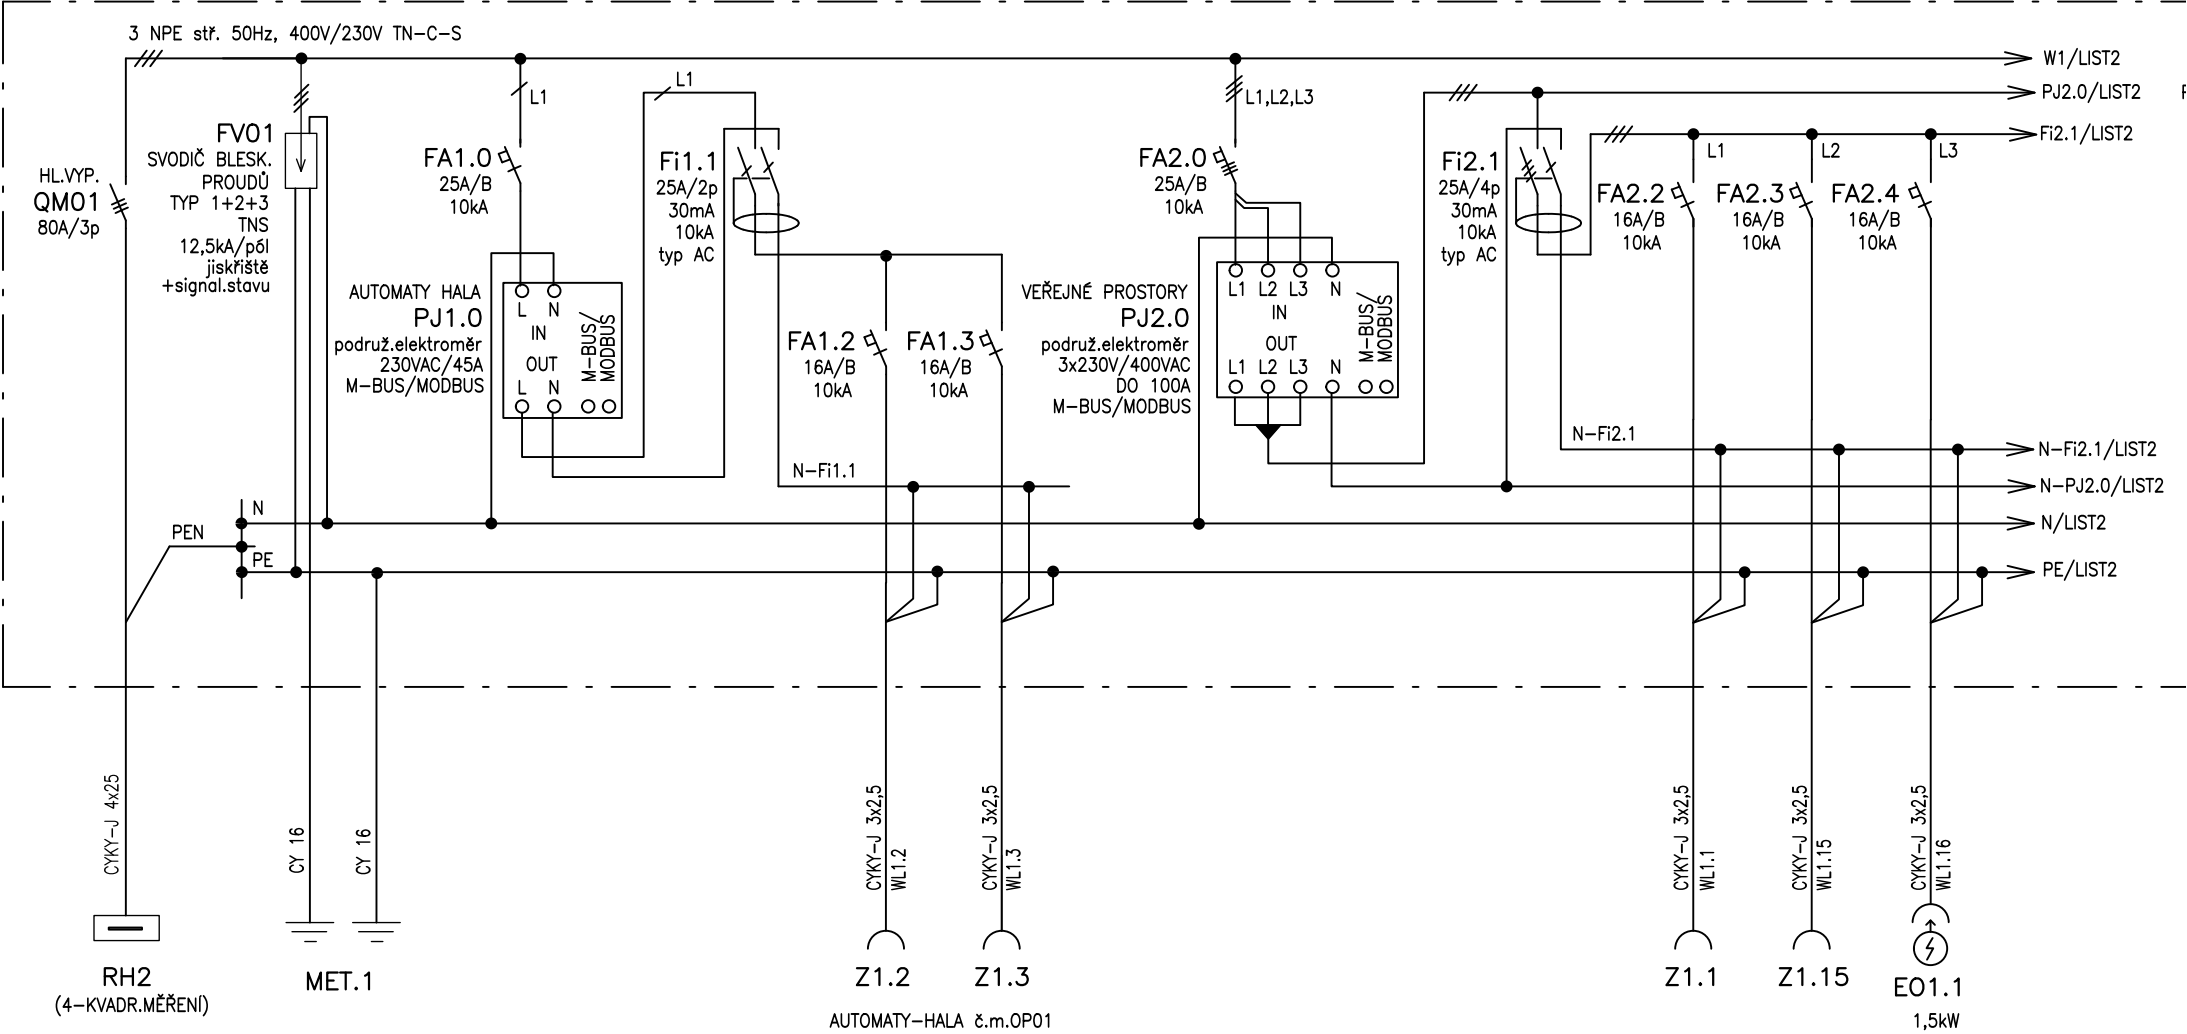 3 NPE stř. 50Hz, 400V/230V TN-C-S
W1/LIST2
PJ2.0/LIST2
Fi2.1/LIST2
HL.VYP.
QM01
80A/3p
FV01
SVODIČ BLESK.
PROUDŮ
TYP 1+2+3
TNS
12,5kA/pól
jiskřiště
+signal.stavu
L1
FA1.0
25A/B
10kA
AUTOMATY HALA
PJ1.0
podruž.elektroměr
230VAC/45A
M-BUS/MODBUS
L N
IN
OUT
L N
M-BUS/
MODBUS
L1
Fi1.1
25A/2p
30mA
10kA
typ AC
FA1.2
16A/B
10kA
FA1.3
16A/B
10kA
N-Fi1.1
L1,L2,L3
FA2.0
25A/B
10kA
VEŘEJNÉ PROSTORY
PJ2.0
podruž.elektroměr
3x230V/400VAC
DO 100A
M-BUS/MODBUS
L1 L2 L3 N
IN
OUT
L1 L2 L3 N
M-BUS/
MODBUS
Fi2.1
25A/4p
30mA
10kA
typ AC
L1
FA2.2
16A/B
10kA
L2
FA2.3
16A/B
10kA
L3
FA2.4
16A/B
10kA
N-Fi2.1
N-Fi2.1/LIST2
N-PJ2.0/LIST2
N
N/LIST2
PEN
PE
PE/LIST2
CYKY-J 4x25
CY 16
CY 16
CYKY-J 3x2,5
WL1.2
CYKY-J 3x2,5
WL1.3
CYKY-J 3x2,5
WL1.1
CYKY-J 3x2,5
WL1.15
CYKY-J 3x2,5
WL1.16
RH2
(4-KVADR.MĚŘENÍ)
MET.1
Z1.2
Z1.3
AUTOMATY-HALA č.m.OP01
Z1.1
Z1.15
EO1.1
1,5kW